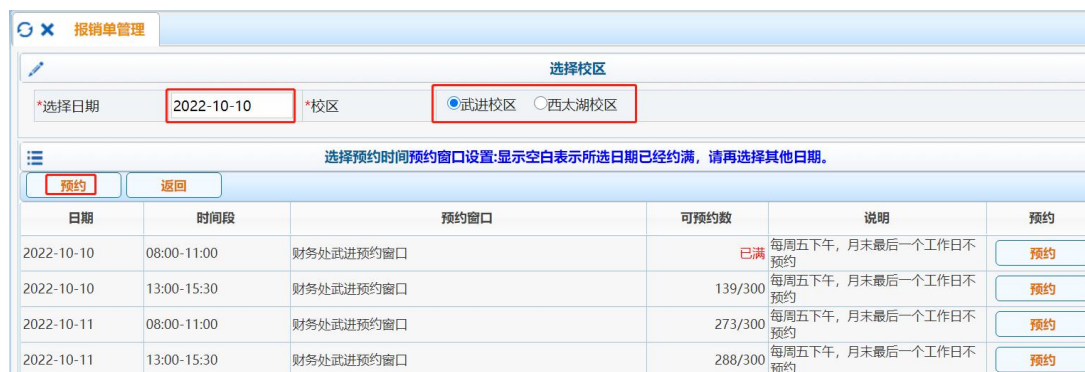 报销单管理
选择校区
*选择日期 2022-10-10 *校区 武进校区 西太湖校区
选择预约时间预约窗口设置:显示空白表示所选日期已经约满，请再选择其他日期。
预约 返回
日期 时间段 预约窗口 可预约数 说明 预约
2022-10-10 08:00-11:00 财务处武进预约窗口 已满 每周五下午，月末最后一个工作日不预约 预约
2022-10-10 13:00-15:30 财务处武进预约窗口 139/300 每周五下午，月末最后一个工作日不预约 预约
2022-10-11 08:00-11:00 财务处武进预约窗口 273/300 每周五下午，月末最后一个工作日不预约 预约
2022-10-11 13:00-15:30 财务处武进预约窗口 288/300 每周五下午，月末最后一个工作日不预约 预约